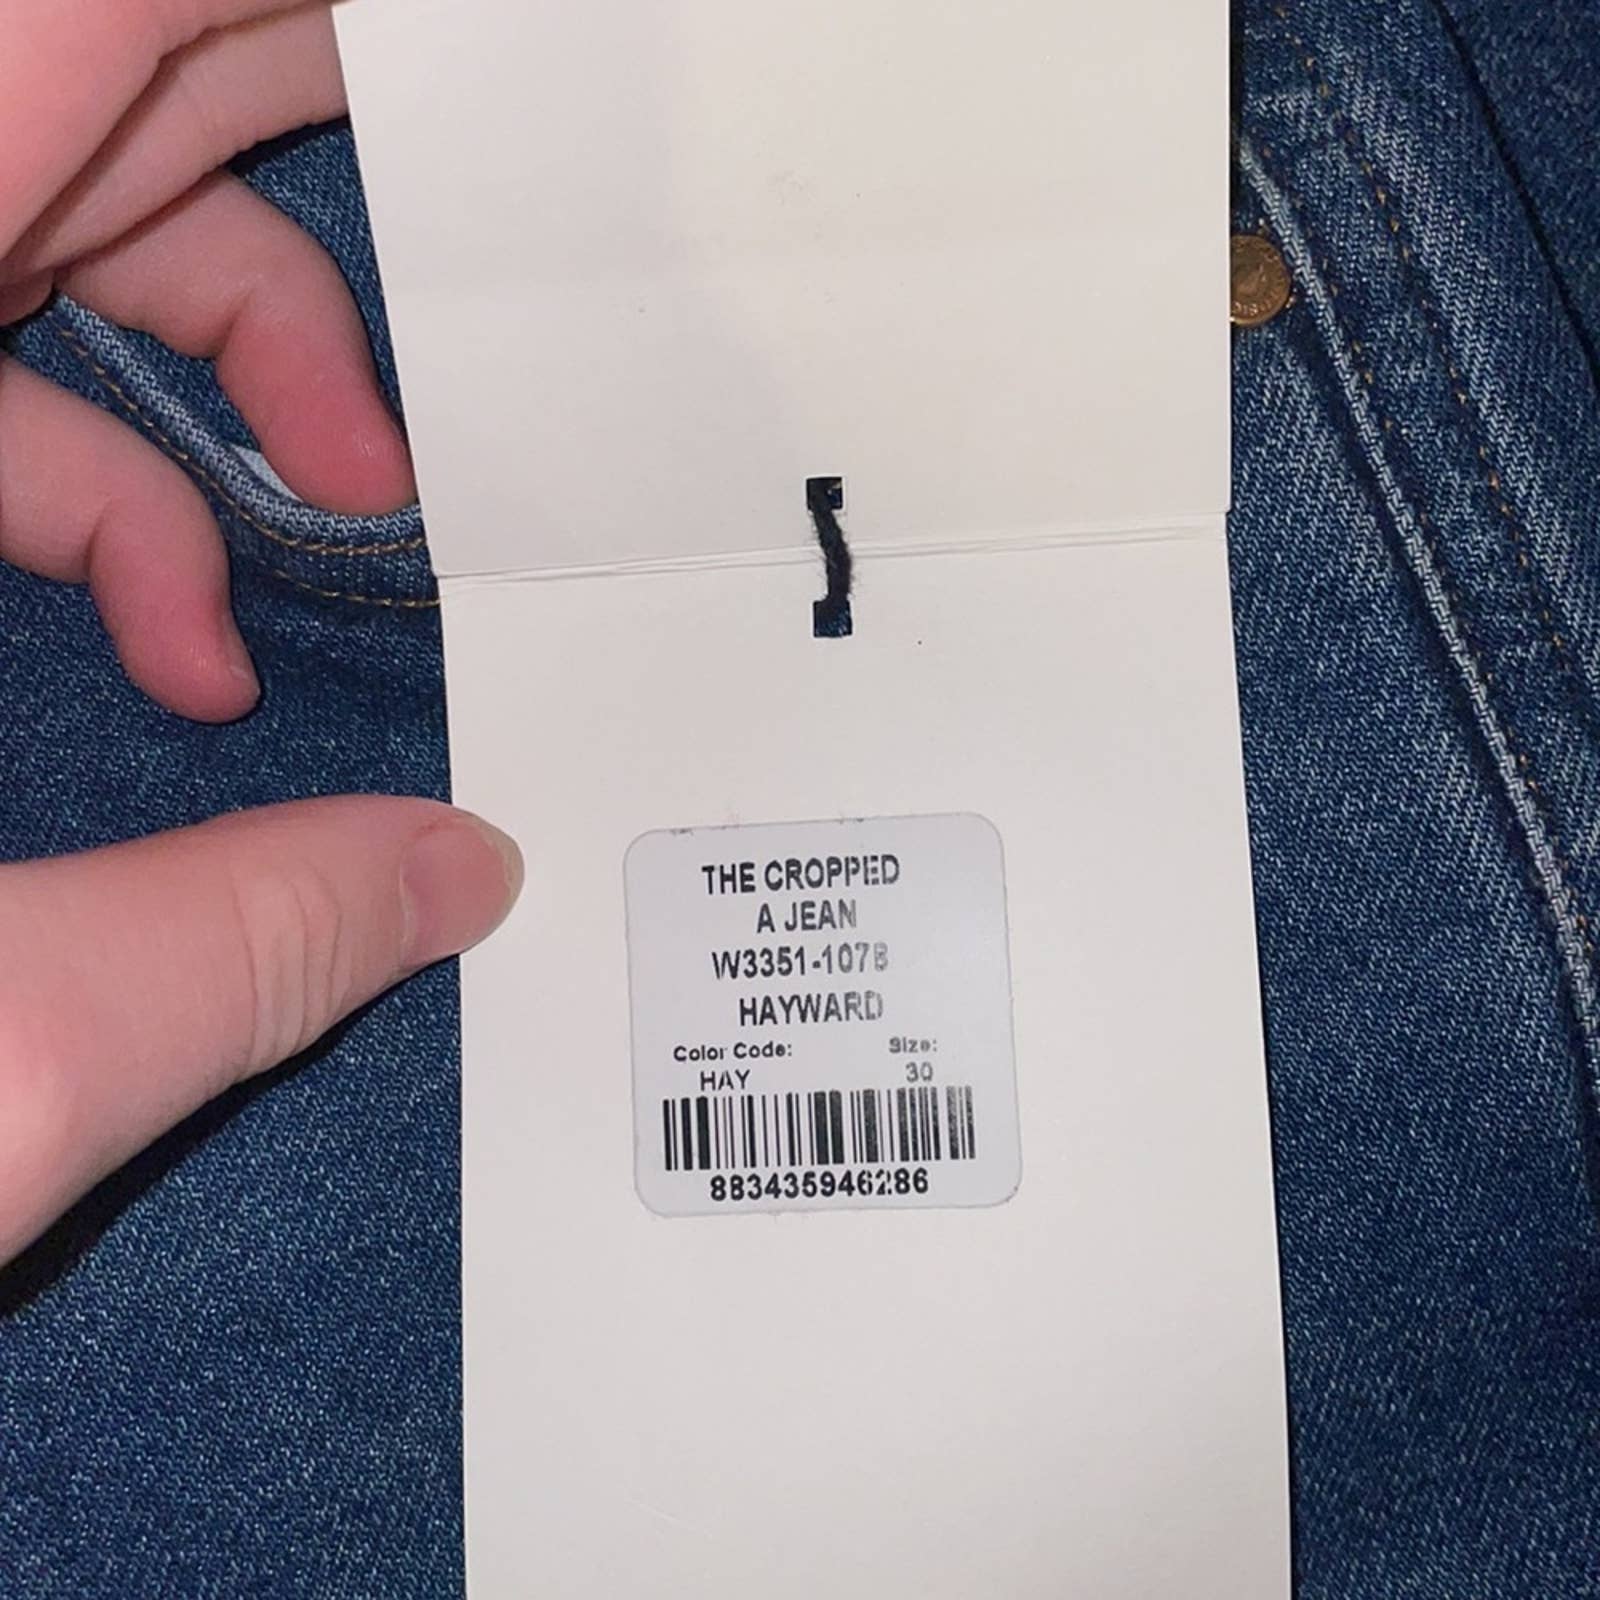 THE CROPPED
A JEAN
W3351-107B
HAYWARD
Color Code: Size:
HAY 30
883435946286